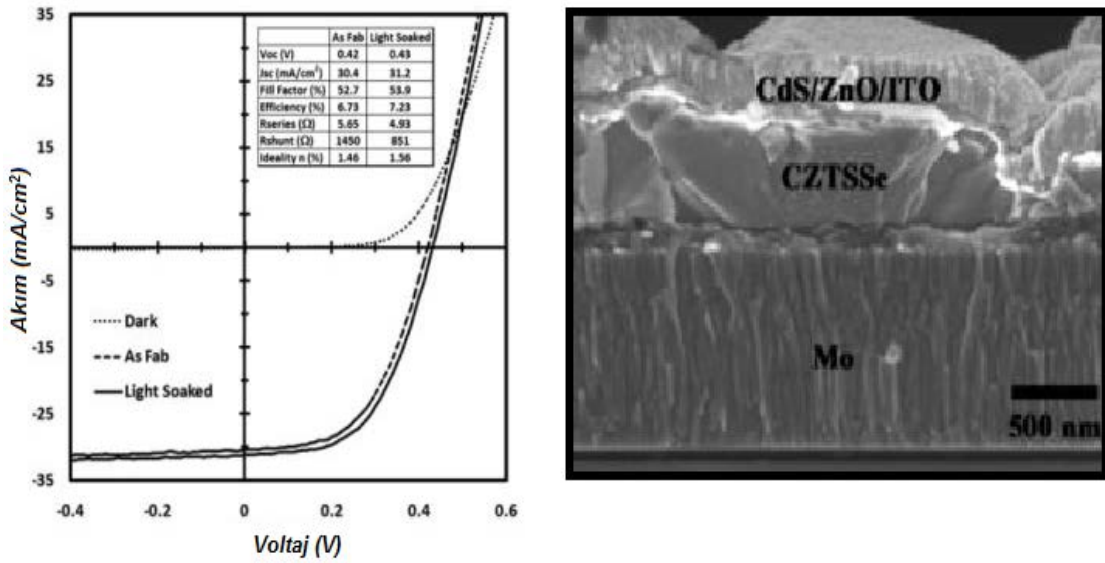 35
25
15
5
-5
-15
-25
-35
Akım (mA/cm²)
As Fab Light Soaked
Voc (V) 0.42 0.43
Jsc (mA/cm²) 30.4 31.2
Fill Factor (%) 52.7 53.9
Efficiency (%) 6.73 7.23
Rseries (Ω) 5.65 4.93
Rshunt (Ω) 1450 851
Ideality n (%) 1.46 1.56
Dark
As Fab
Light Soaked
-0.4 -0.2 0 0.2 0.4 0.6
Voltaj (V)
CdS/ZnO/ITO
CZTSSe
Mo
500 nm